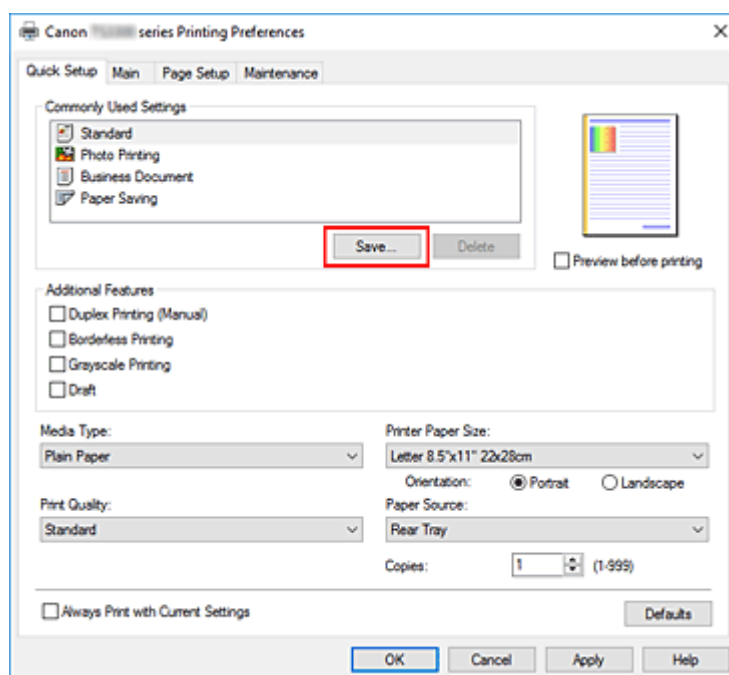 Canon series Printing Preferences
Quick Setup Main Page Setup Maintenance
Commonly Used Settings
Standard
Photo Printing
Business Document
Paper Saving
Save... Delete
Preview before printing
Additional Features
Duplex Printing (Manual)
Borderless Printing
Grayscale Printing
Draft
Media Type: Printer Paper Size:
Plain Paper Letter 8.5"x11" 22x28cm
Orientation: Portrait Landscape
Print Quality: Paper Source:
Standard Rear Tray
Copies: 1 (1-999)
Always Print with Current Settings Defaults
OK Cancel Apply Help